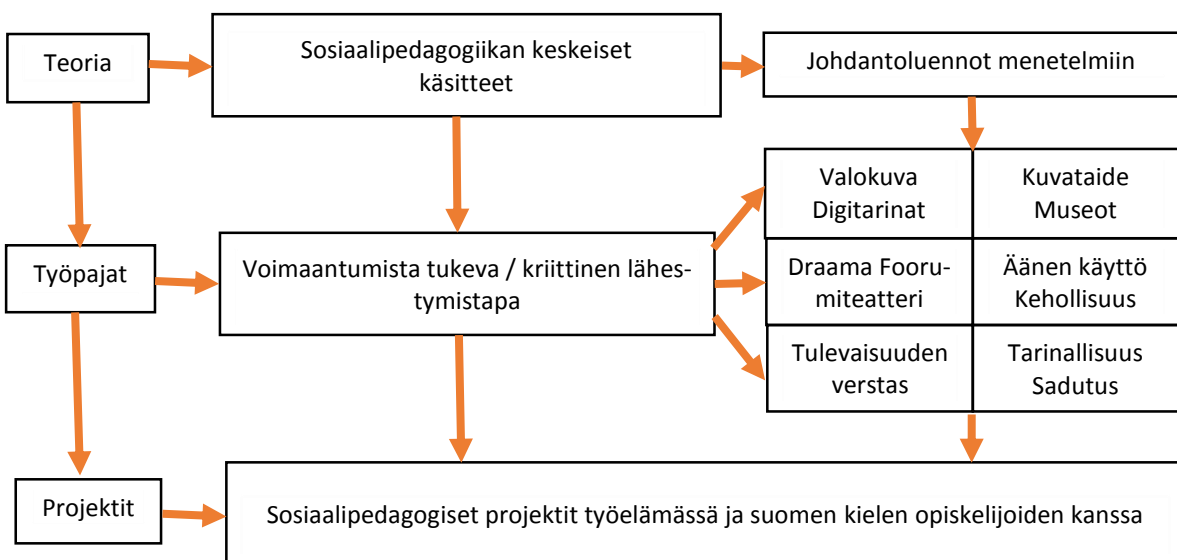 Teoria
Sosiaalipedagogiikan keskeiset
käsitteet
Johdantoluennot menetelmiin
Valokuva
Digitarinat
Kuvataide
Museot
Työpajat
Voimaantumista tukeva / kriittinen lähes-
tymistapa
Draama Fooru-
miteatteri
Äänen käyttö
Kehollisuus
Tulevaisuuden
verstas
Tarinallisuus
Sadutus
Projektit
Sosiaalipedagogiset projektit työelämässä ja suomen kielen opiskelijoiden kanssa